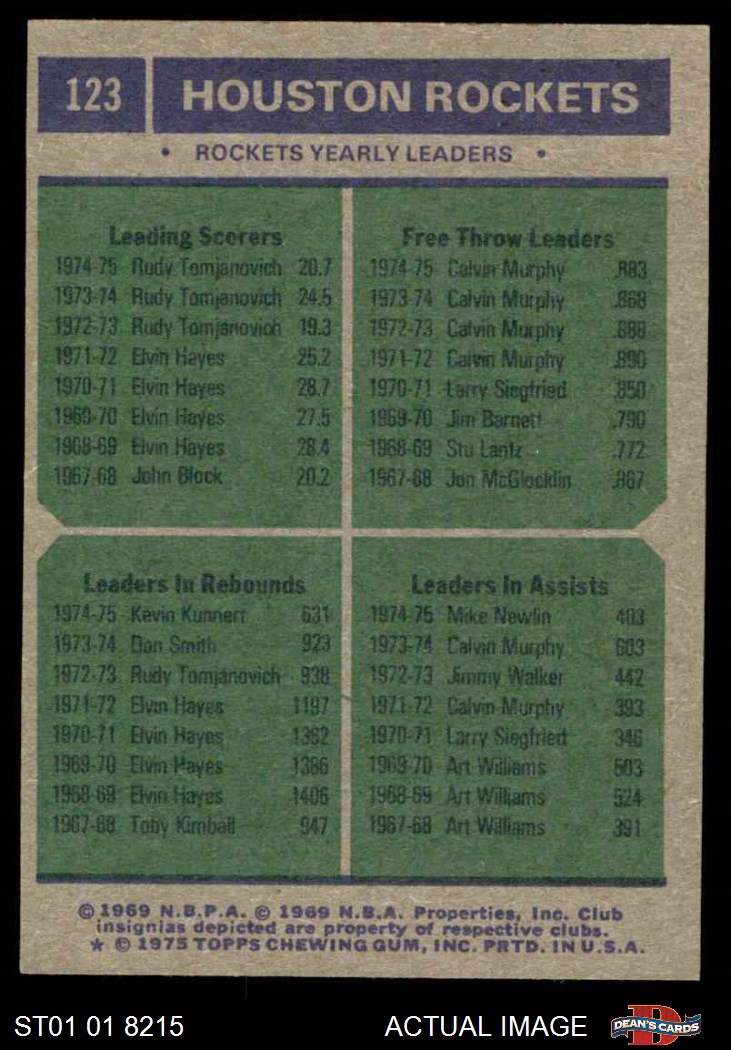 123 HOUSTON ROCKETS
• ROCKETS YEARLY LEADERS •
Leading Scorers
1974-75 Rudy Tomjanovich 20.7
1973-74 Rudy Tomjanovich 24.5
1972-73 Rudy Tomjanovich 19.3
1971-72 Elvin Hayes 25.2
1970-71 Elvin Hayes 28.7
1969-70 Elvin Hayes 27.5
1968-69 Elvin Hayes 28.4
1967-68 John Block 20.2
Free Throw Leaders
1974-75 Calvin Murphy .883
1973-74 Calvin Murphy .868
1972-73 Calvin Murphy .888
1971-72 Calvin Murphy .890
1970-71 Larry Siegfried .850
1969-70 Jim Barnett .790
1968-69 Stu Lantz .772
1967-68 Jon McGlocklin .867
Leaders In Rebounds
1974-75 Kevin Kunnert 631
1973-74 Don Smith 923
1972-73 Rudy Tomjanovich 938
1971-72 Elvin Hayes 1197
1970-71 Elvin Hayes 1362
1969-70 Elvin Hayes 1386
1968-69 Elvin Hayes 1406
1967-68 Toby Kimball 947
Leaders In Assists
1974-75 Mike Newlin 403
1973-74 Calvin Murphy 603
1972-73 Jimmy Walker 442
1971-72 Calvin Murphy 393
1970-71 Larry Siegfried 346
1969-70 Art Williams 503
1968-69 Art Williams 524
1967-68 Art Williams 391
© 1969 N.B.P.A. © 1969 N.B.A. Properties, Inc. Club
insignias depicted are property of respective clubs.
★ © 1975 TOPPS CHEWING GUM, INC. PRTD. IN U.S.A.
ST01 01 8215 ACTUAL IMAGE D DEAN'S CARDS